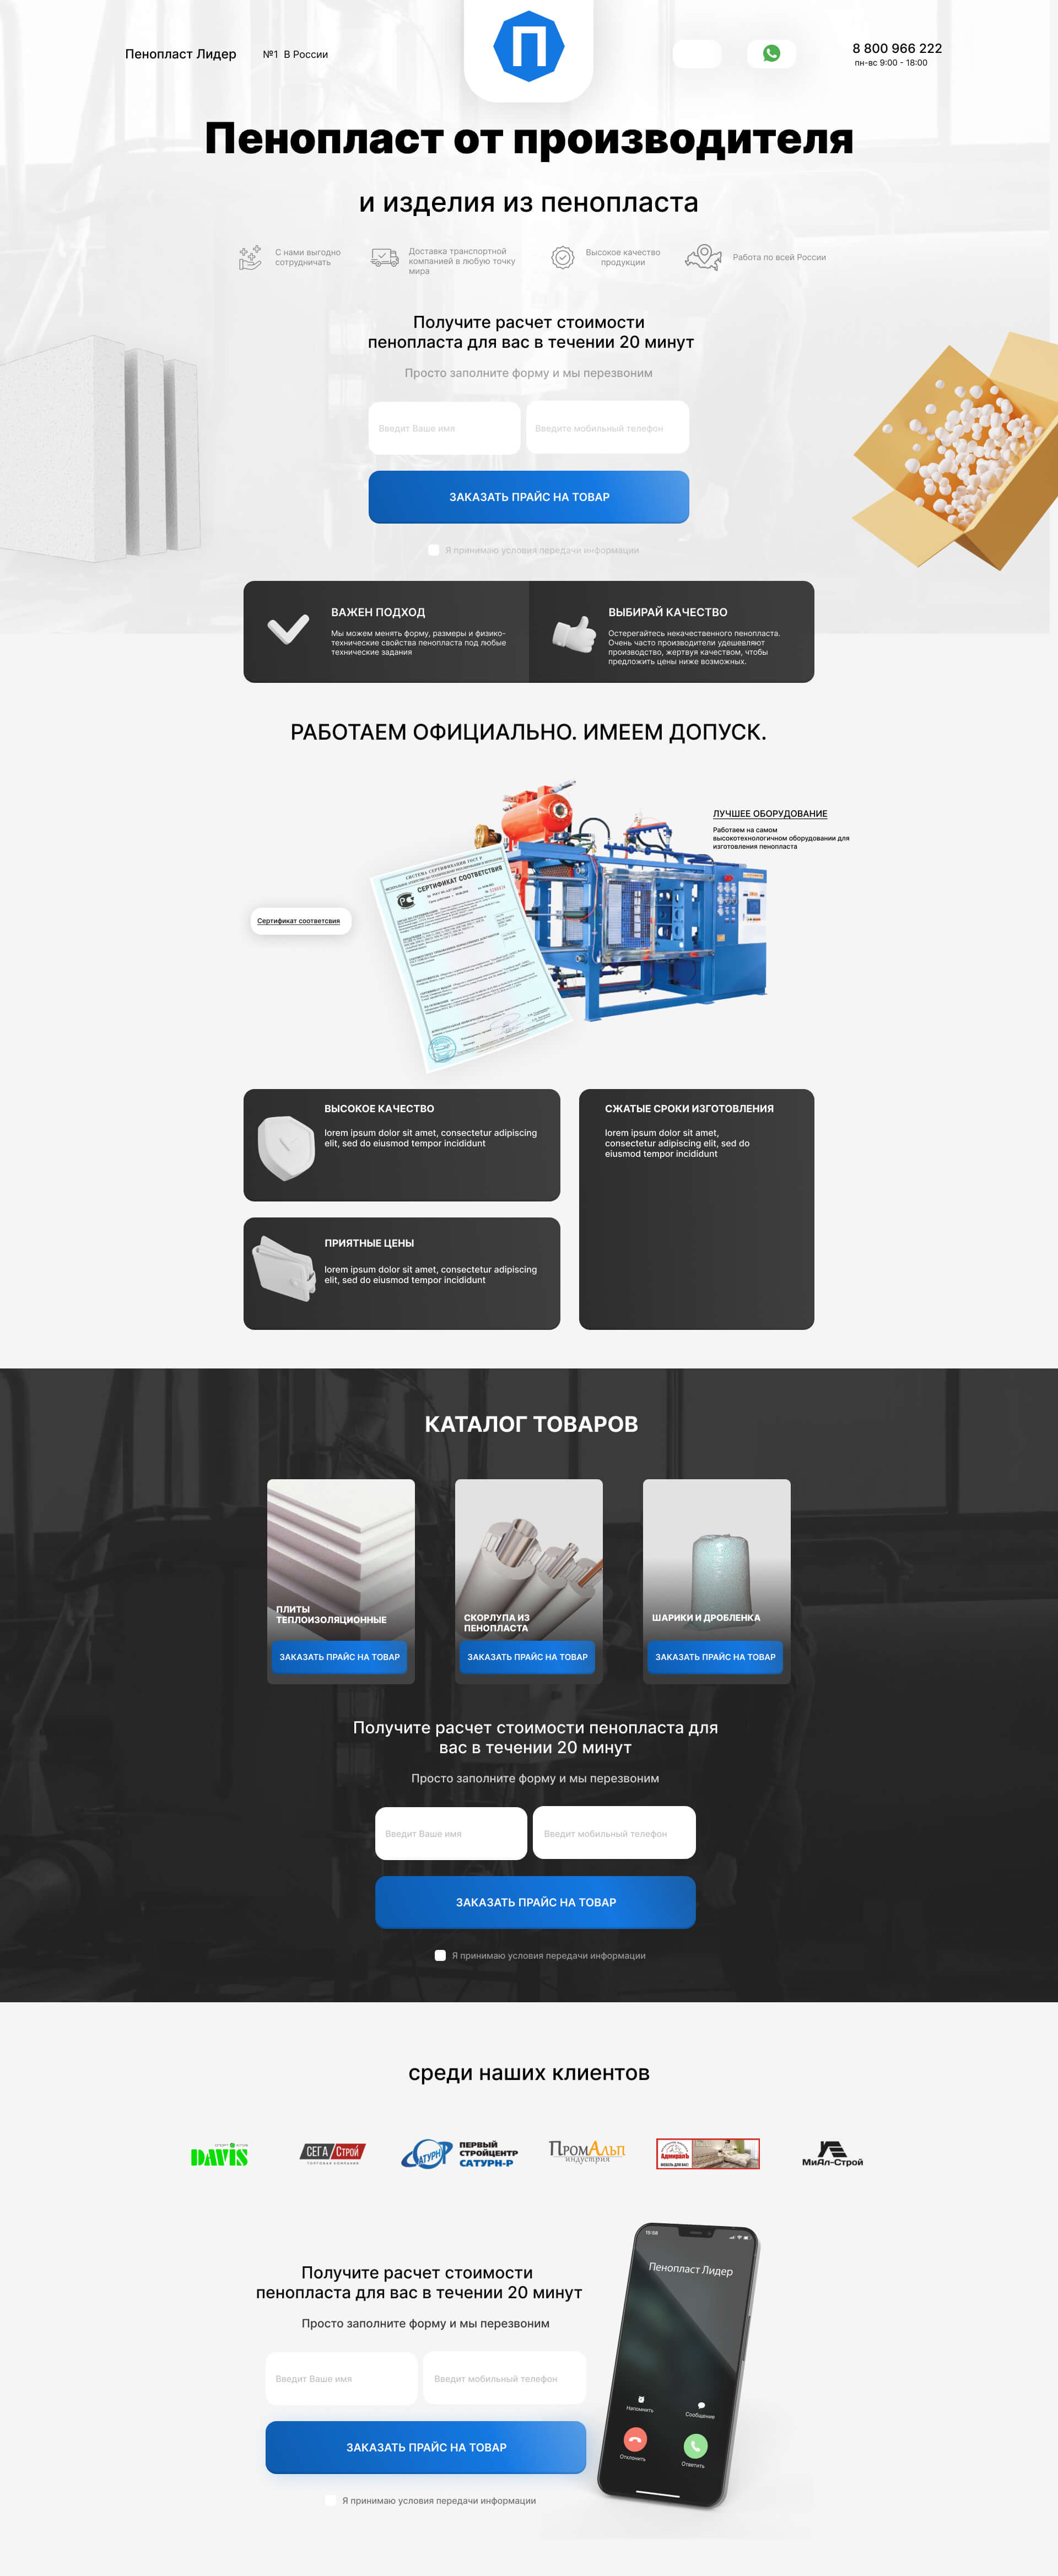 Пенопласт Лидер
№1 В России
П
8 800 966 222
пн-вс 9:00 - 18:00
Пенопласт от производителя
и изделия из пенопласта
С нами выгодно
сотрудничать
Доставка транспортной
компанией в любую точку
мира
Высокое качество
продукции
Работа по всей России
Получите расчет стоимости
пенопласта для вас в течении 20 минут
Просто заполните форму и мы перезвоним
Введит Ваше имя
Введите мобильный телефон
ЗАКАЗАТЬ ПРАЙС НА ТОВАР
Я принимаю условия передачи информации
ВАЖЕН ПОДХОД
Мы можем менять форму, размеры и физико-
технические свойства пенопласта под любые
технические задания
ВЫБИРАЙ КАЧЕСТВО
Остерегайтесь некачественного пенопласта.
Очень часто производители удешевляют
производство, жертвуя качеством, чтобы
предложить цены ниже возможных.
РАБОТАЕМ ОФИЦИАЛЬНО. ИМЕЕМ ДОПУСК.
ЛУЧШЕЕ ОБОРУДОВАНИЕ
Работаем на самом
высокотехнологичном оборудовании для
изготовления пенопласта
СИСТЕМА СЕРТИФИКАЦИИ ГОСТ Р
СЕРТИФИКАТ СООТВЕТСТВИЯ
Сертификат соответсвия
ВЫСОКОЕ КАЧЕСТВО
lorem ipsum dolor sit amet, consectetur adipiscing
elit, sed do eiusmod tempor incididunt
СЖАТЫЕ СРОКИ ИЗГОТОВЛЕНИЯ
lorem ipsum dolor sit amet,
consectetur adipiscing elit, sed do
eiusmod tempor incididunt
ПРИЯТНЫЕ ЦЕНЫ
lorem ipsum dolor sit amet, consectetur adipiscing
elit, sed do eiusmod tempor incididunt
КАТАЛОГ ТОВАРОВ
ПЛИТЫ
ТЕПЛОИЗОЛЯЦИОННЫЕ
ЗАКАЗАТЬ ПРАЙС НА ТОВАР
СКОРЛУПА ИЗ
ПЕНОПЛАСТА
ЗАКАЗАТЬ ПРАЙС НА ТОВАР
ШАРИКИ И ДРОБЛЕНКА
ЗАКАЗАТЬ ПРАЙС НА ТОВАР
Получите расчет стоимости пенопласта для
вас в течении 20 минут
Просто заполните форму и мы перезвоним
Введит Ваше имя
Введит мобильный телефон
ЗАКАЗАТЬ ПРАЙС НА ТОВАР
Я принимаю условия передачи информации
среди наших клиентов
DAVIS
СЕГА Строй
ТОРГОВАЯ КОМПАНИЯ
САТУРН
ПЕРВЫЙ
СТРОЙЦЕНТР
САТУРН-Р
ПромАльп
индустрия
Адмиралъ
МЕБЕЛЬ ДЛЯ ВАС!
МиАл-Строй
Получите расчет стоимости
пенопласта для вас в течении 20 минут
Просто заполните форму и мы перезвоним
Введит Ваше имя
Введит мобильный телефон
ЗАКАЗАТЬ ПРАЙС НА ТОВАР
Я принимаю условия передачи информации
15:58
Пенопласт Лидер
Напомнить
Сообщение
Отклонить
Ответить